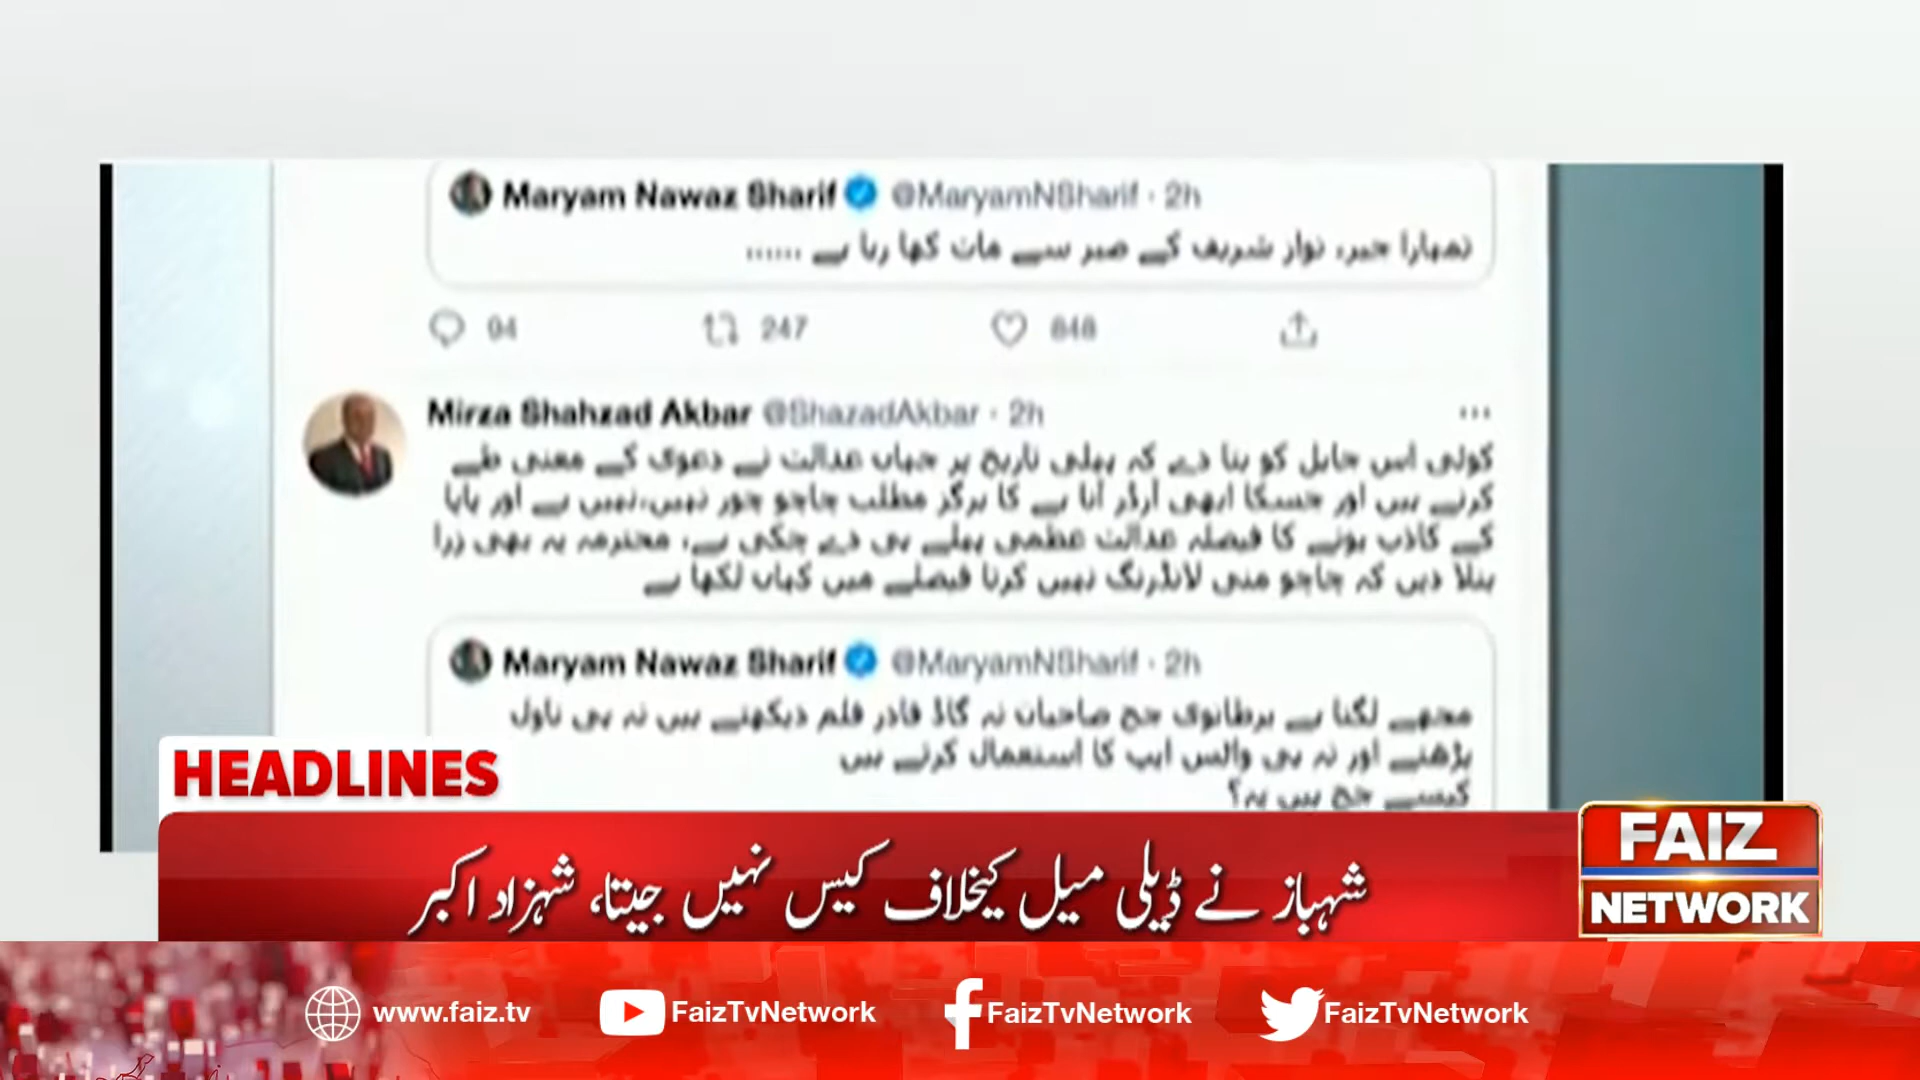 Maryam Nawaz Sharif @MaryamNSharif · 2h
تمہارا جبر، نواز شریف کے صبر سے مات کھا رہا ہے ......
94 247 848
Mirza Shahzad Akbar @ShazadAkbar · 2h
کوئی اس جاہل کو بتا دے کہ پہلی تاریخ پر جہاں عدالت نے دعوی کے معنی طے
کرنے ہیں اور جسکا ابھی آرڈر آنا ہے کا ہرگز مطلب چاچو چور نہیں،نہیں ہے اور پاپا
کے کاذب ہونے کا فیصلہ عدالت عظمی پہلے ہی دے چکی ہے، محترمہ یہ بھی زرا
بتلا دیں کہ چاچو منی لانڈرنگ نہیں کرتا فیصلے میں کہاں لکھا ہے
Maryam Nawaz Sharif @MaryamNSharif · 2h
مجھے لگتا ہے برطانوی جج صاحبان نہ گاڈ فادر فلم دیکھتے ہیں نہ ہی ناول
پڑھتے اور نہ ہی واٹس ایپ کا استعمال کرتے ہیں
کیسے جج ہیں یہ؟
HEADLINES
شہباز نے ڈیلی میل کیخلاف کیس نہیں جیتا، شہزاد اکبر
FAIZ
NETWORK
www.faiz.tv FaizTvNetwork FaizTvNetwork FaizTvNetwork